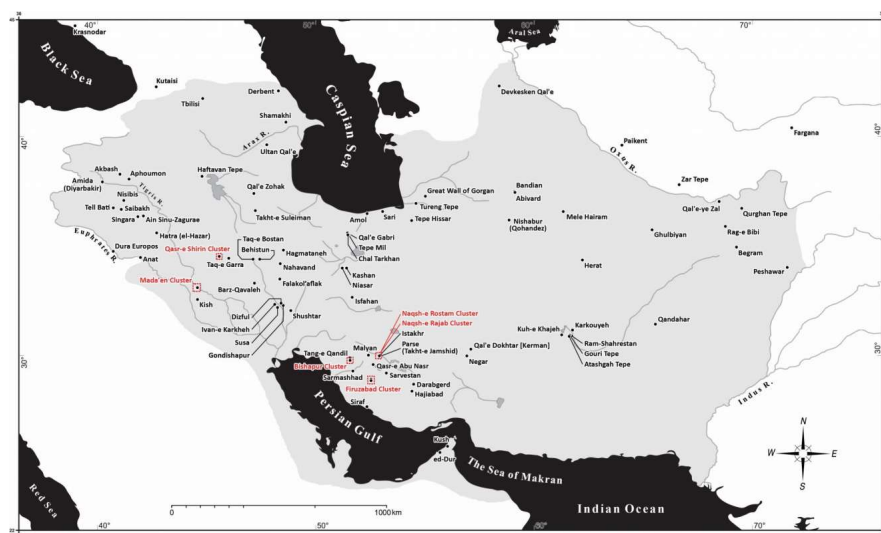 40°
50°
60°
70°
Krasnodar
Black Sea
Aral Sea
Kutaisi
Derbent
Devkesken Qal'e
Tbilisi
Caspian Sea
Shamakhi
Fargana
40°
40°
Arax R.
Paikent
Ultan Qal'e
Oxus R.
Akbash
Aphoumon
Haftavan Tepe
Zar Tepe
Amida
(Diyarbakir)
Tigris R.
Nisibis
Qal'e Zohak
Great Wall of Gorgan
Bandian
Abivard
Tell Bati
Saibakh
Tureng Tepe
Qal'e-ye Zal
Qurghan Tepe
Singara
Ain Sinu-Zagurae
Takht-e Suleiman
Amol
Sari
Tepe Hissar
Nishabur
(Qohandez)
Mele Hairam
Rag-e Bibi
Euphrates R.
Hatra (el-Hazar)
Qal'e Gabri
Ghulbiyan
Dura Europos
Taq-e Bostan
Tepe Mil
Qasr-e Shirin Cluster
Behistun
Hagmataneh
Chal Tarkhan
Begram
Anat
Taq-e Garra
Nahavand
Kashan
Herat
Peshawar
Mada'en Cluster
Barz-Qavaleh
Falakol'aflek
Niasar
Kish
Isfahan
Dizful
Shushtar
Naqsh-e Rostam Cluster
Naqsh-e Rajab Cluster
Ivan-e Karkheh
Istakhr
Kuh-e Khajeh
Karkouyeh
Qandahar
Susa
Malyan
Parse
(Takht-e Jamshid)
Qal'e Dokhtar [Kerman]
Ram-Shahrestan
Gondishapur
Tang-e Qandil
Gouri Tepe
30°
30°
Bishapur Cluster
Qasr-e Abu Nasr
Negar
Atashgah Tepe
Sarmashhad
Sarvestan
Firuzabad Cluster
Darabgerd
Hajiabad
Indus R.
Siraf
Persian Gulf
Kush
ed-Dur
The Sea of Makran
N
W
E
S
Red Sea
Indian Ocean
0
1000km
40°
50°
60°
70°